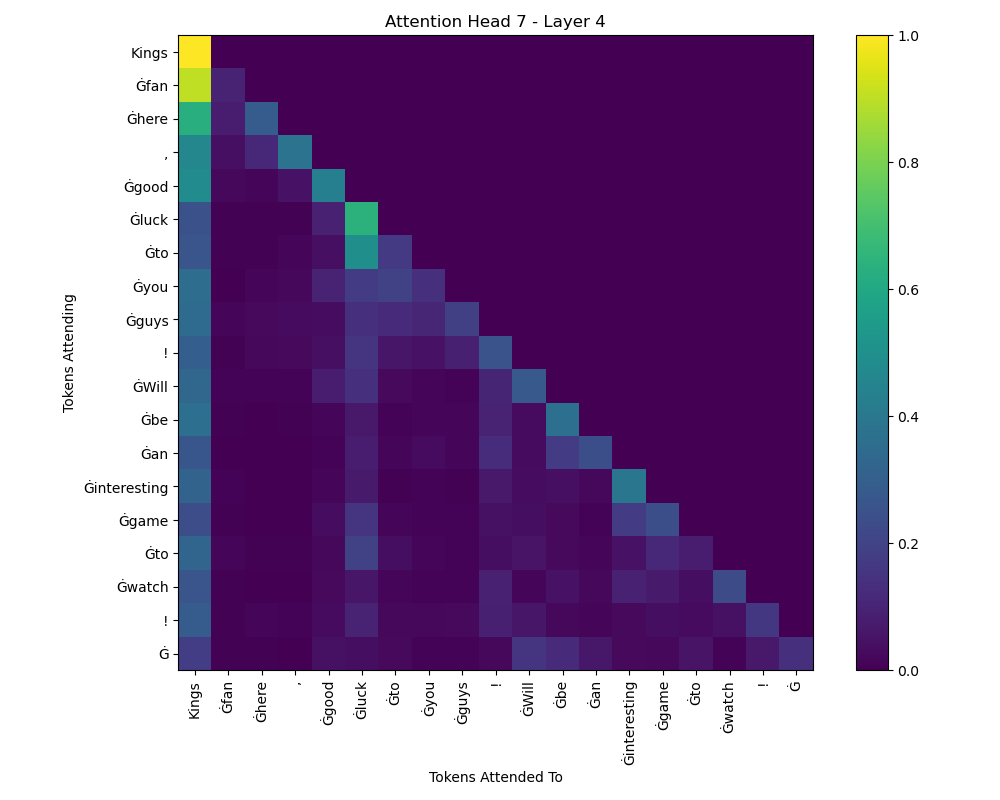 Attention Head 7 - Layer 4
Tokens Attending
Kings
Ġfan
Ġhere
,
Ġgood
Ġluck
Ġto
Ġyou
Ġguys
!
ĠWill
Ġbe
Ġan
Ġinteresting
Ġgame
Ġto
Ġwatch
!
Ġ
Kings
Ġfan
Ġhere
,
Ġgood
Ġluck
Ġto
Ġyou
Ġguys
!
ĠWill
Ġbe
Ġan
Ġinteresting
Ġgame
Ġto
Ġwatch
!
Ġ
Tokens Attended To
1.0
0.8
0.6
0.4
0.2
0.0